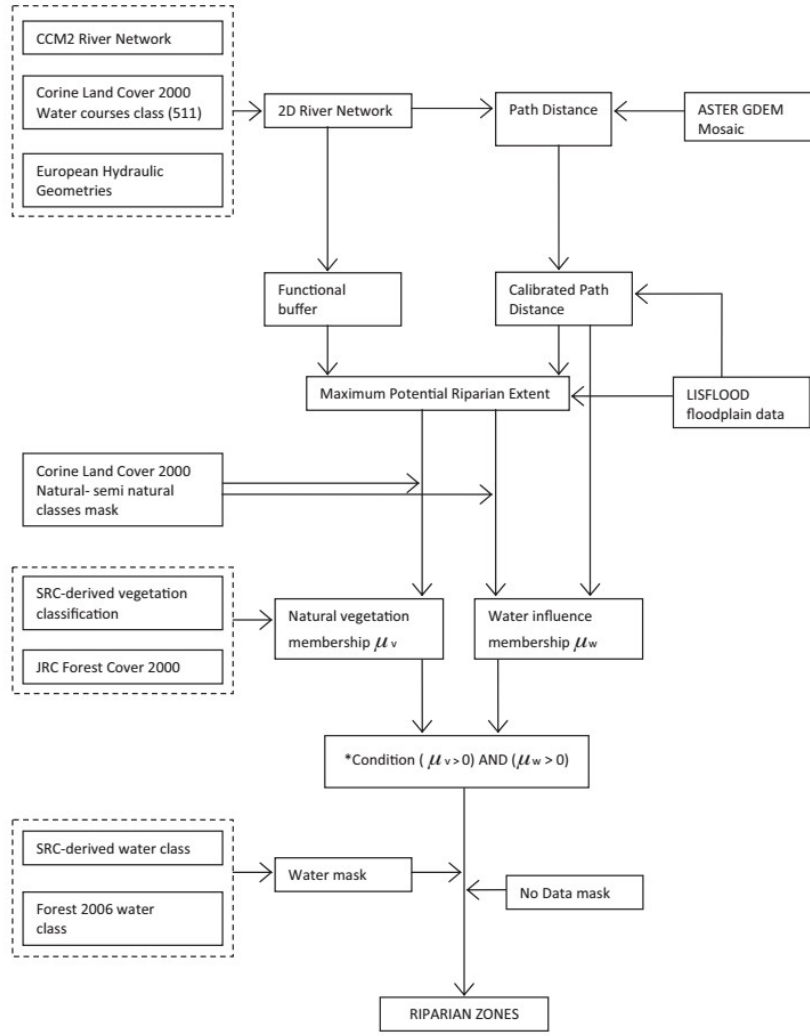 CCM2 River Network
Corine Land Cover 2000
Water courses class (511)
European Hydraulic
Geometries
2D River Network
Path Distance
ASTER GDEM
Mosaic
Functional
buffer
Calibrated Path
Distance
Maximum Potential Riparian Extent
LISFLOOD
floodplain data
Corine Land Cover 2000
Natural- semi natural
classes mask
SRC-derived vegetation
classification
JRC Forest Cover 2000
Natural vegetation
membership μv
Water influence
membership μw
*Condition ( μv > 0) AND (μw > 0)
SRC-derived water class
Forest 2006 water
class
Water mask
No Data mask
RIPARIAN ZONES